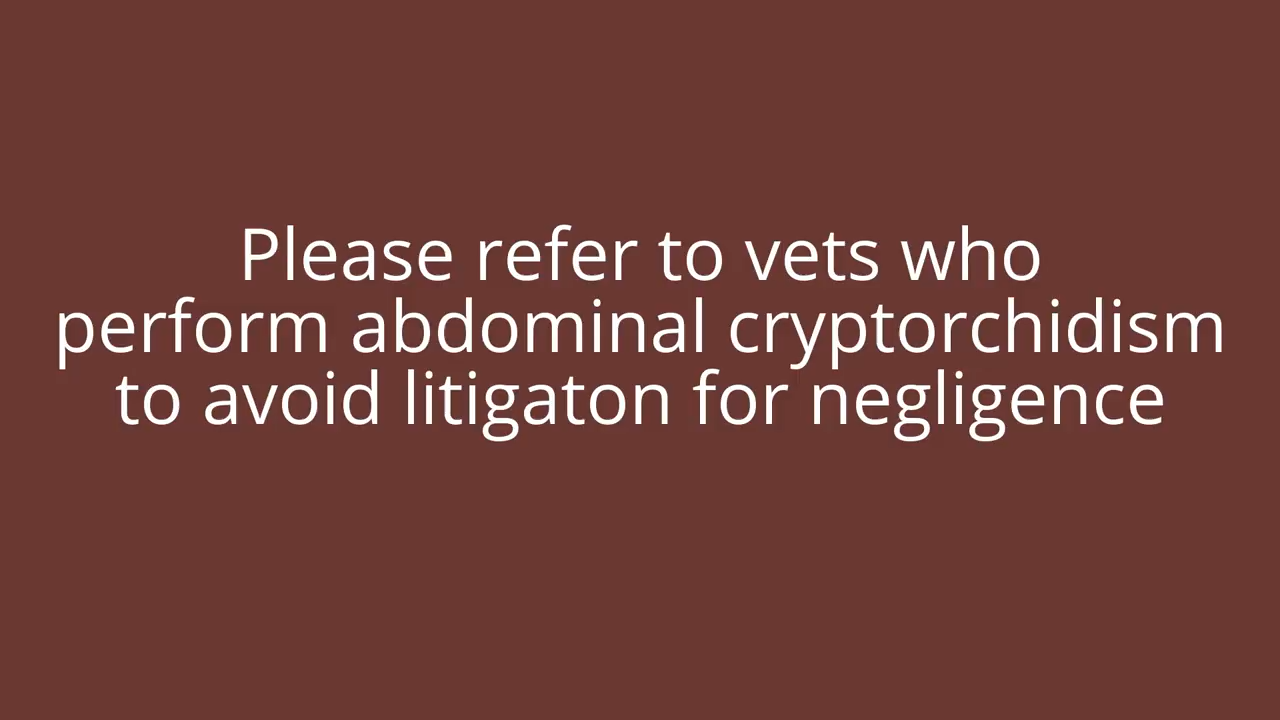 Please refer to vets who
perform abdominal cryptorchidism
to avoid litigaton for negligence